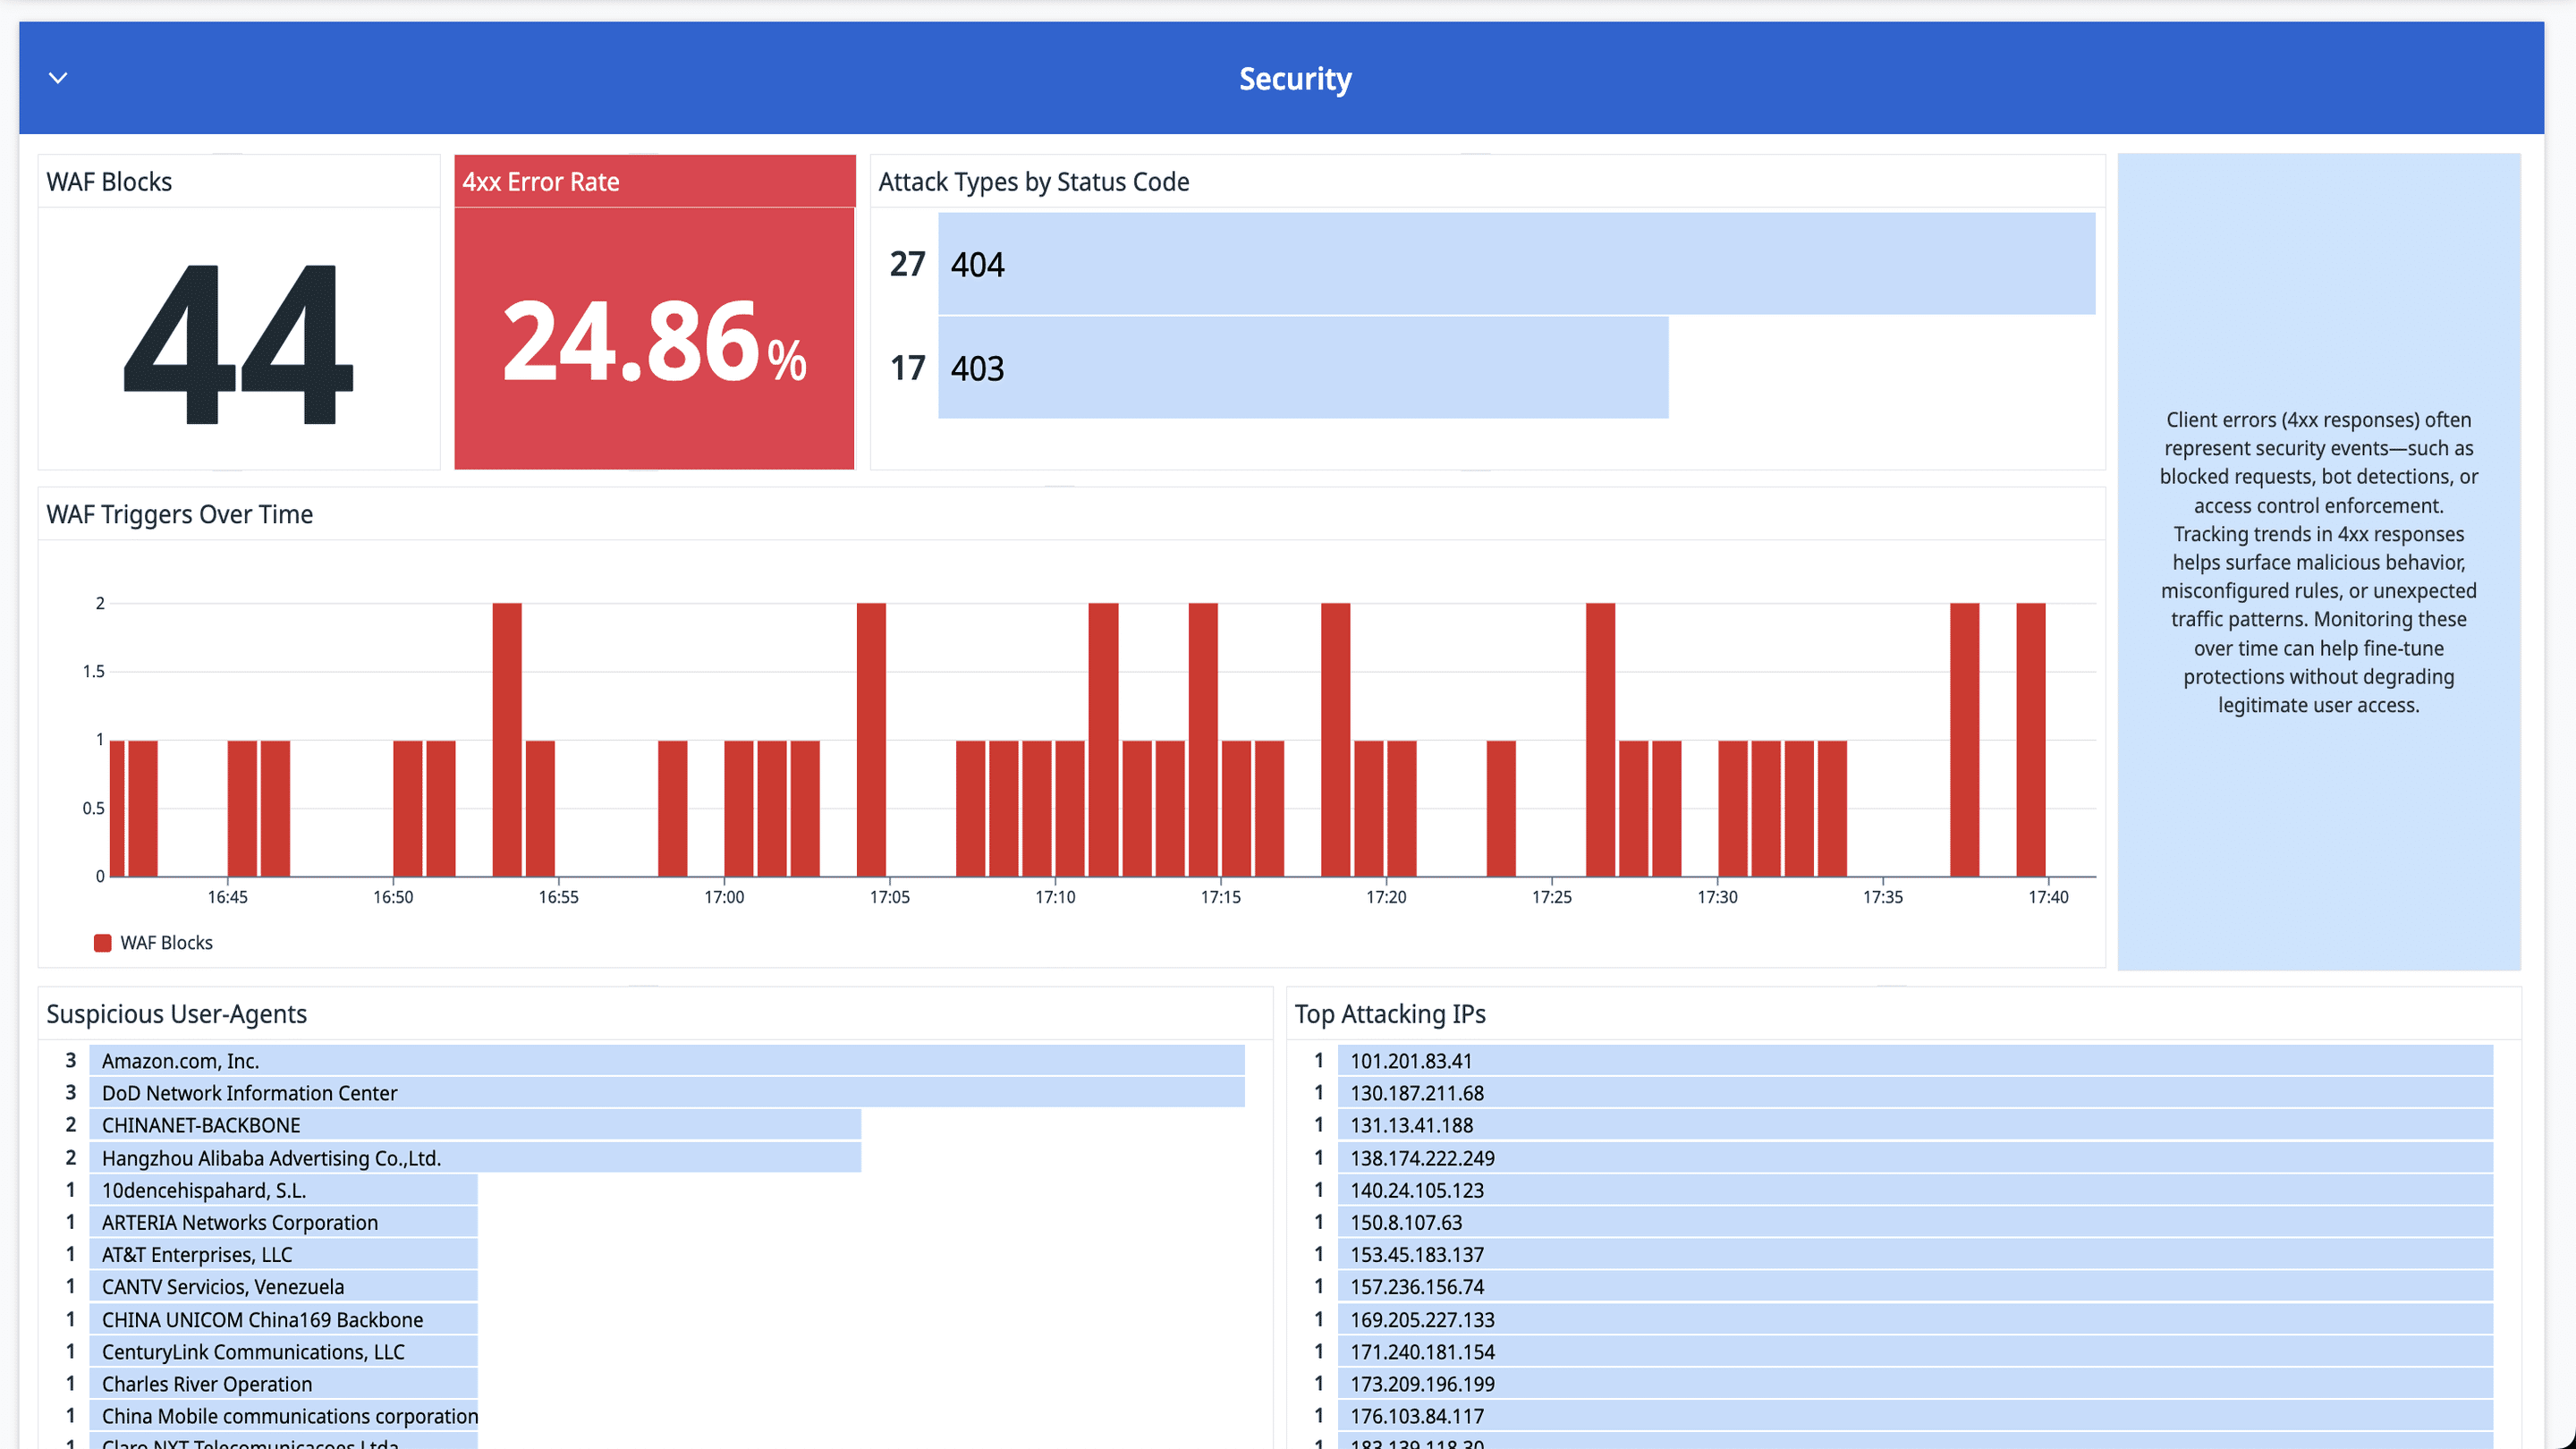 Security
WAF Blocks
44
4xx Error Rate
24.86%
Attack Types by Status Code
27 404
17 403
Client errors (4xx responses) often
represent security events—such as
blocked requests, bot detections, or
access control enforcement.
Tracking trends in 4xx responses
helps surface malicious behavior,
misconfigured rules, or unexpected
traffic patterns. Monitoring these
over time can help fine-tune
protections without degrading
legitimate user access.
WAF Triggers Over Time
2
1.5
1
0.5
0
16:45 16:50 16:55 17:00 17:05 17:10 17:15 17:20 17:25 17:30 17:35 17:40
WAF Blocks
Suspicious User-Agents
3 Amazon.com, Inc.
3 DoD Network Information Center
2 CHINANET-BACKBONE
2 Hangzhou Alibaba Advertising Co.,Ltd.
1 10dencehispahard, S.L.
1 ARTERIA Networks Corporation
1 AT&T Enterprises, LLC
1 CANTV Servicios, Venezuela
1 CHINA UNICOM China169 Backbone
1 CenturyLink Communications, LLC
1 Charles River Operation
1 China Mobile communications corporation
1 Claro NXT Telecomunicacoes Ltda
Top Attacking IPs
1 101.201.83.41
1 130.187.211.68
1 131.13.41.188
1 138.174.222.249
1 140.24.105.123
1 150.8.107.63
1 153.45.183.137
1 157.236.156.74
1 169.205.227.133
1 171.240.181.154
1 173.209.196.199
1 176.103.84.117
1 183.139.118.30